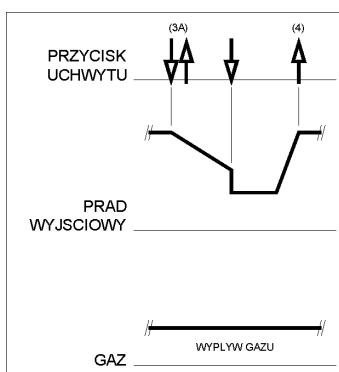 (3A) (4)
PRZYCISK
UCHWYTU
PRAD
WYJSCIOWY
WYPLYW GAZU
GAZ